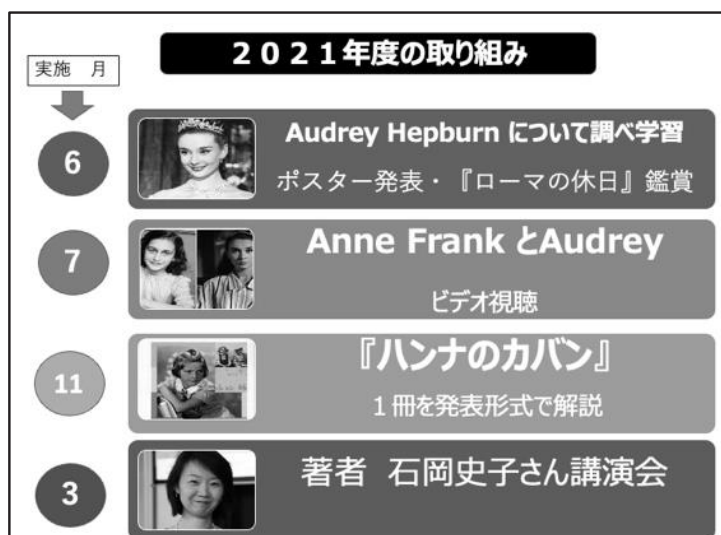 ２０２１年度の取り組み
実施　月
6
Audrey Hepburn について調べ学習
ポスター発表・『ローマの休日』鑑賞
7
Anne Frank とAudrey
ビデオ視聴
11
『ハンナのカバン』
１冊を発表形式で解説
3
著者　石岡史子さん講演会